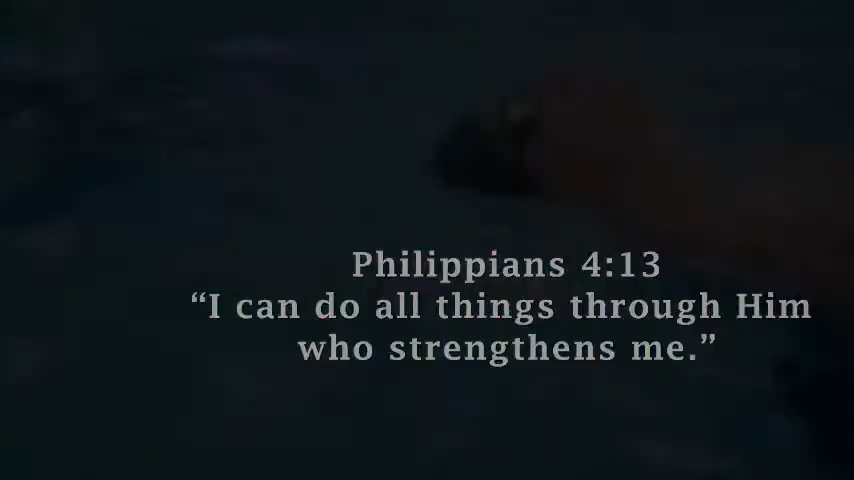 Philippians 4:13
“I can do all things through Him
who strengthens me.”